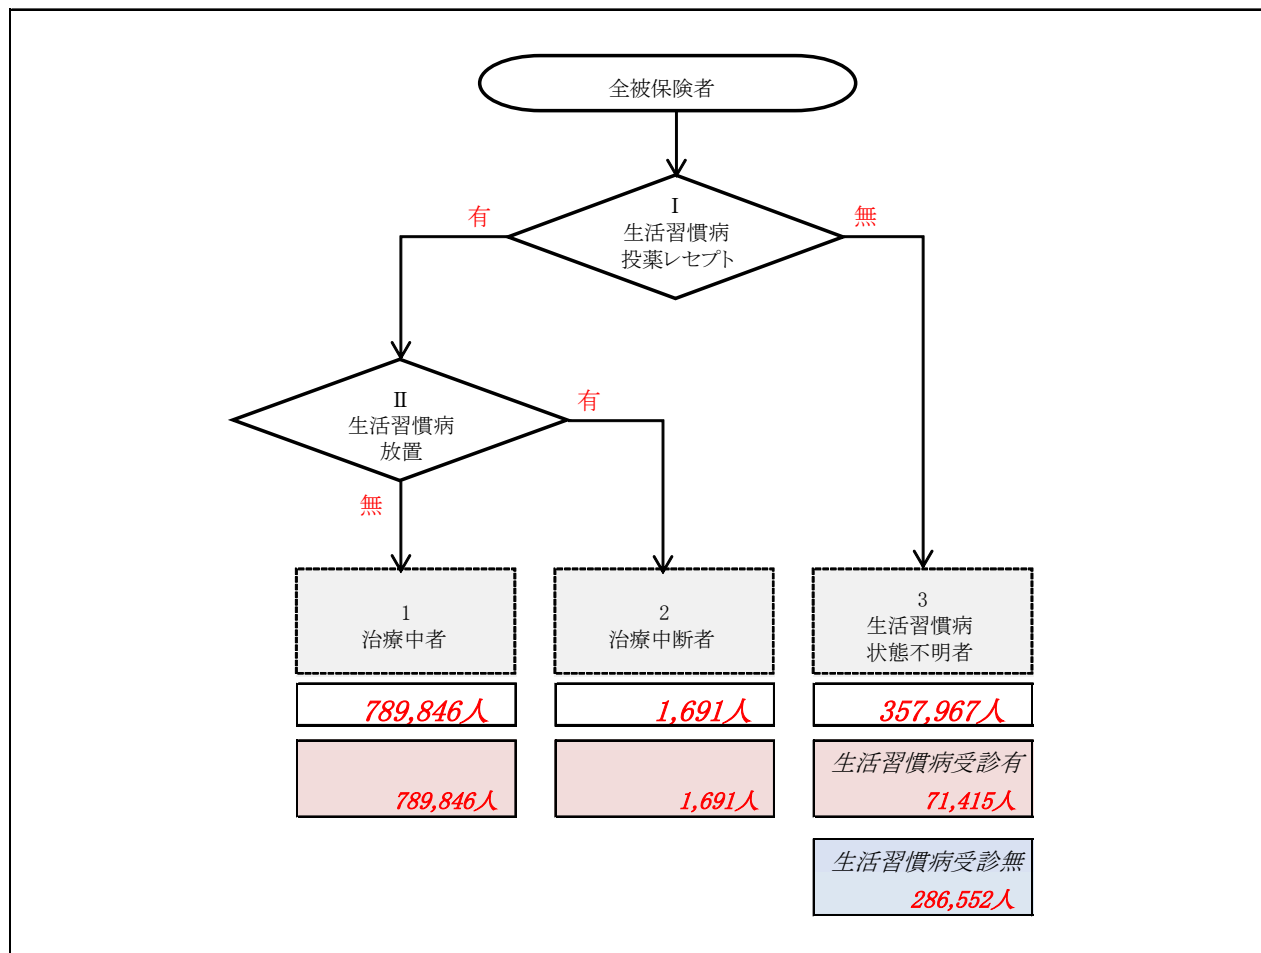 全被保険者
Ⅰ
生活習慣病
投薬レセプト
有
無
Ⅱ
生活習慣病
放置
有
無
1
治療中者
2
治療中断者
3
生活習慣病
状態不明者
789,846人
1,691人
357,967人
789,846人
1,691人
生活習慣病受診有
71,415人
生活習慣病受診無
286,552人